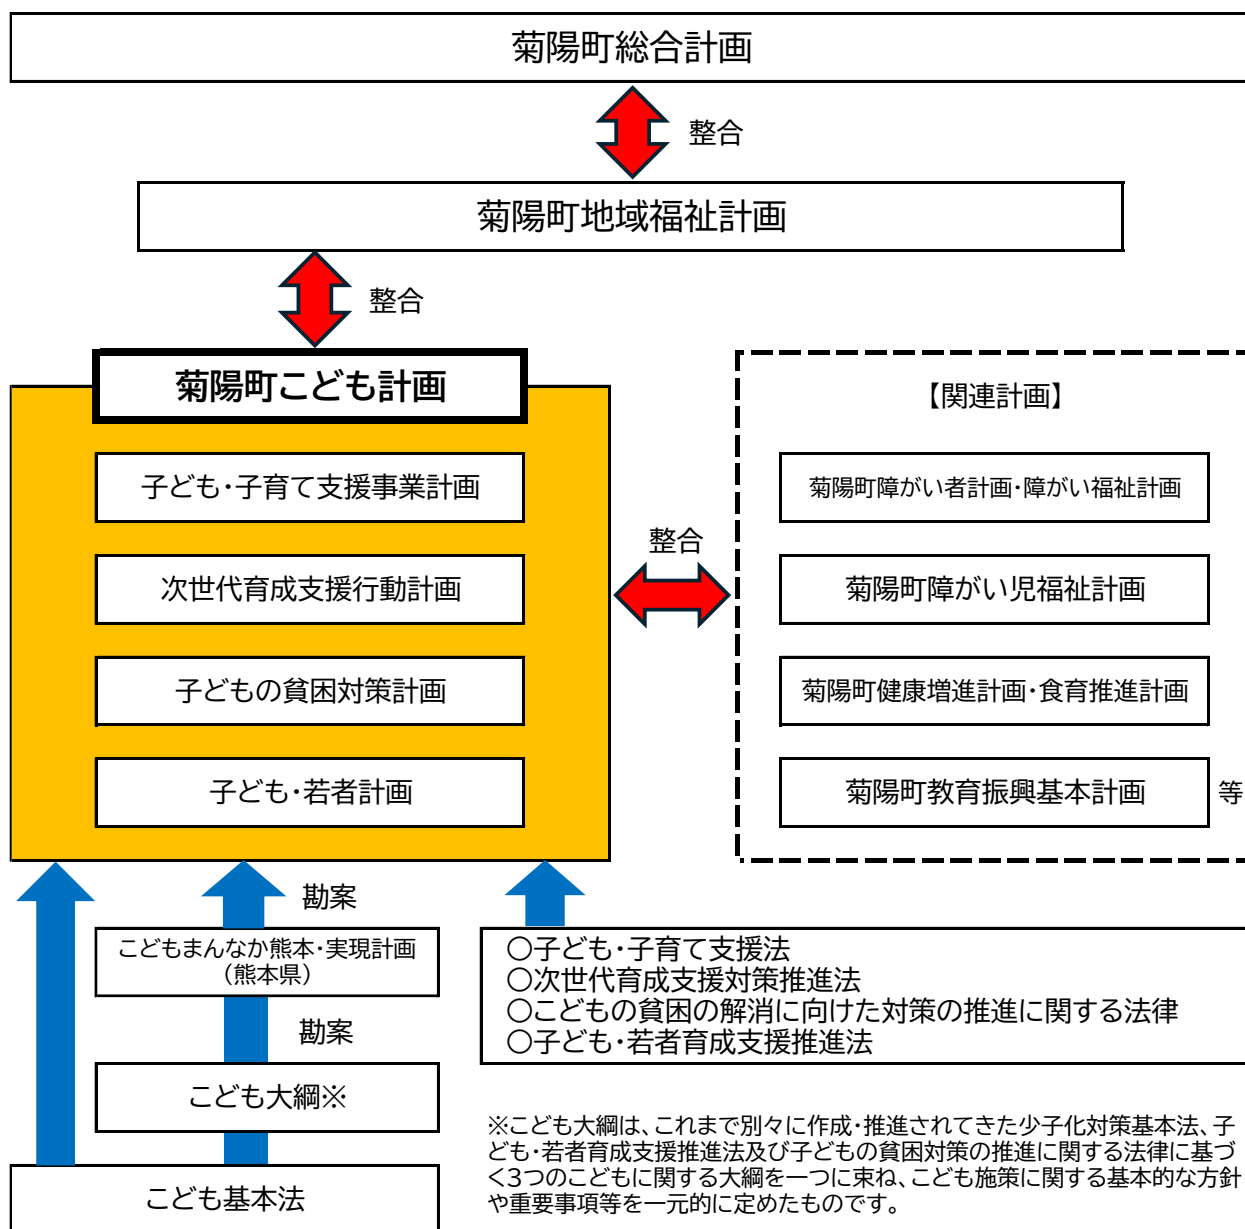 菊陽町総合計画
整合
菊陽町地域福祉計画
整合
菊陽町こども計画
子ども・子育て支援事業計画
次世代育成支援行動計画
子どもの貧困対策計画
子ども・若者計画
整合
【関連計画】
菊陽町障がい者計画・障がい福祉計画
菊陽町障がい児福祉計画
菊陽町健康増進計画・食育推進計画
菊陽町教育振興基本計画
等
勘案
こどもまんなか熊本・実現計画
（熊本県）
勘案
こども大綱※
こども基本法
○子ども・子育て支援法
○次世代育成支援対策推進法
○こどもの貧困の解消に向けた対策の推進に関する法律
○子ども・若者育成支援推進法
※こども大綱は、これまで別々に作成・推進されてきた少子化対策基本法、子
ども・若者育成支援推進法及び子どもの貧困対策の推進に関する法律に基づ
く3つのこどもに関する大綱を一つに束ね、こども施策に関する基本的な方針
や重要事項等を一元的に定めたものです。